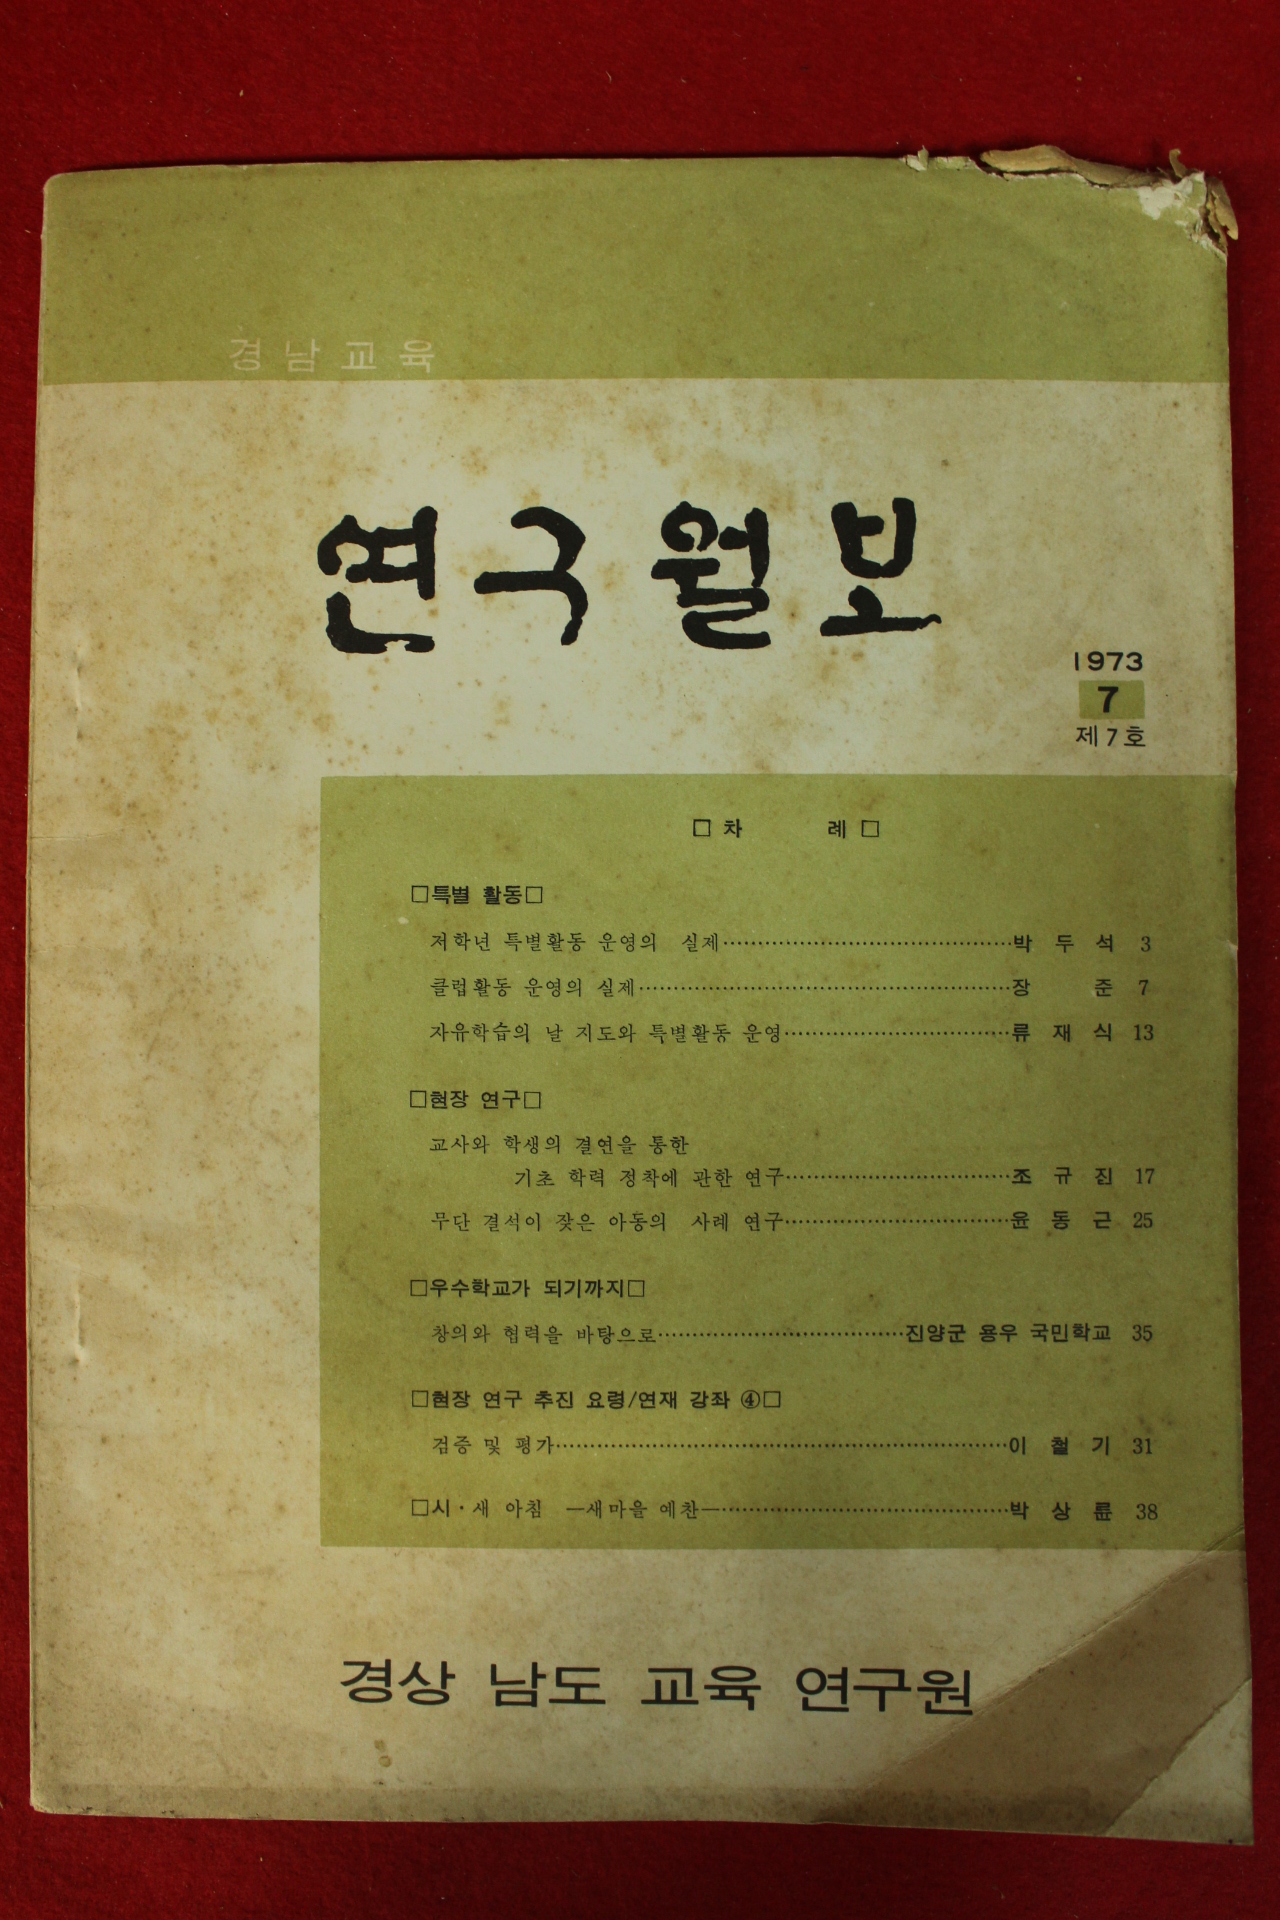 경남교육
연구월보
1973
7
제7호
□차 례□
□특별 활동□
저학년 특별활동 운영의 실제……………………………………박 두 석 3
클럽활동 운영의 실제………………………………………………장 준 7
자유학습의 날 지도와 특별활동 운영……………………………류 재 식 13
□현장 연구□
교사와 학생의 결연을 통한
기초 학력 정착에 관한 연구……………………………조 규 진 17
무단 결석이 잦은 아동의 사례 연구……………………………윤 동 근 25
□우수학교가 되기까지□
창의와 협력을 바탕으로………………………………진양군 용우 국민학교 35
□현장 연구 추진 요령/연재 강좌 ④□
검증 및 평가…………………………………………………………이 철 기 31
□시·새 아침 —새마을 예찬—……………………………………박 상 륜 38
경상 남도 교육 연구원